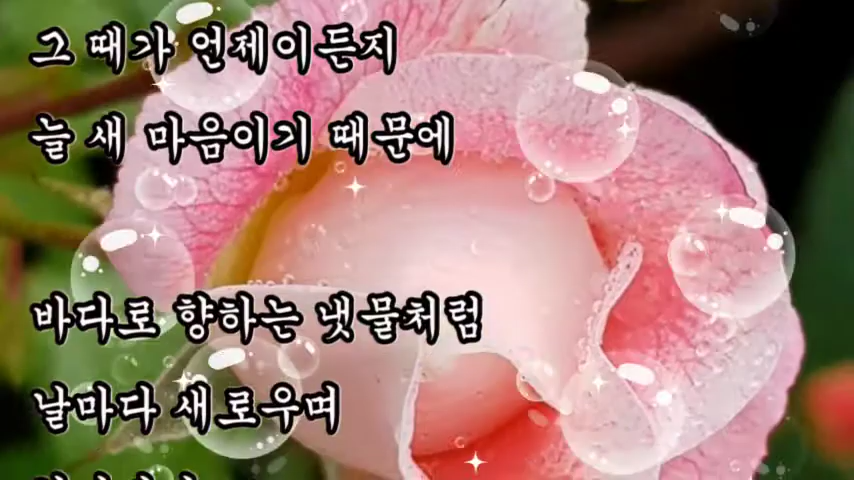 그 때가 언제이든지
늘 새 마음이기 때문에
바다로 향하는 냇물처럼
날마다 새로우며